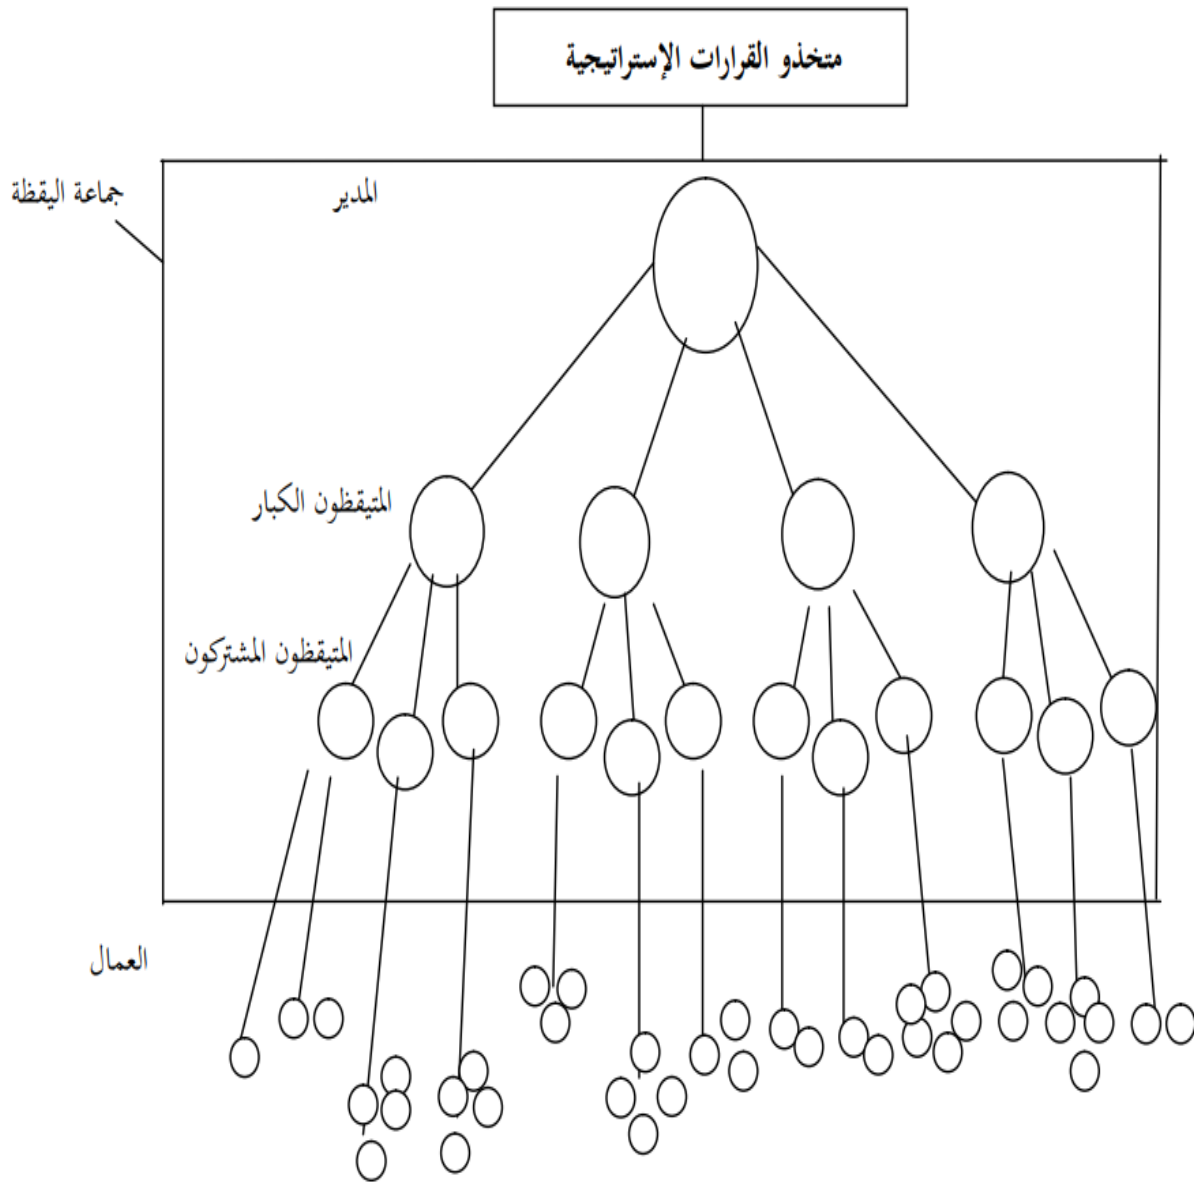 متخذو القرارات الإستراتيجية
المدير
جماعة اليقظة
المتيقظون الكبار
المتيقظون المشتركون
العمال